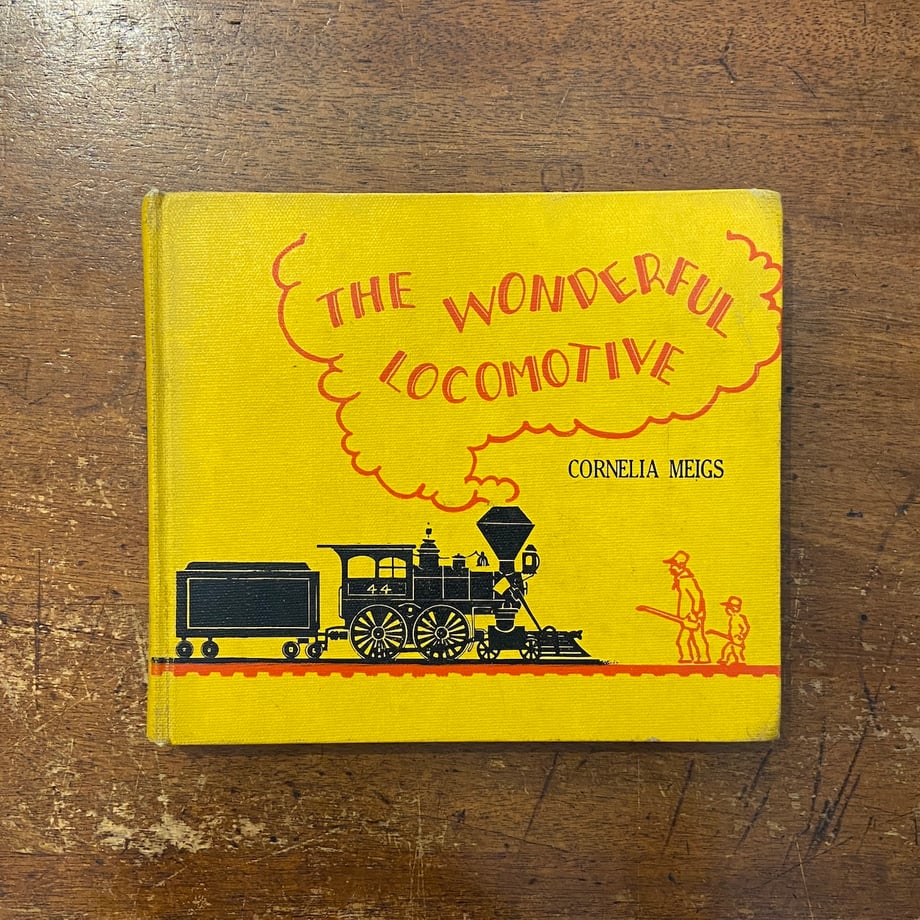 THE WONDERFUL
LOCOMOTIVE
CORNELIA MEIGS
44